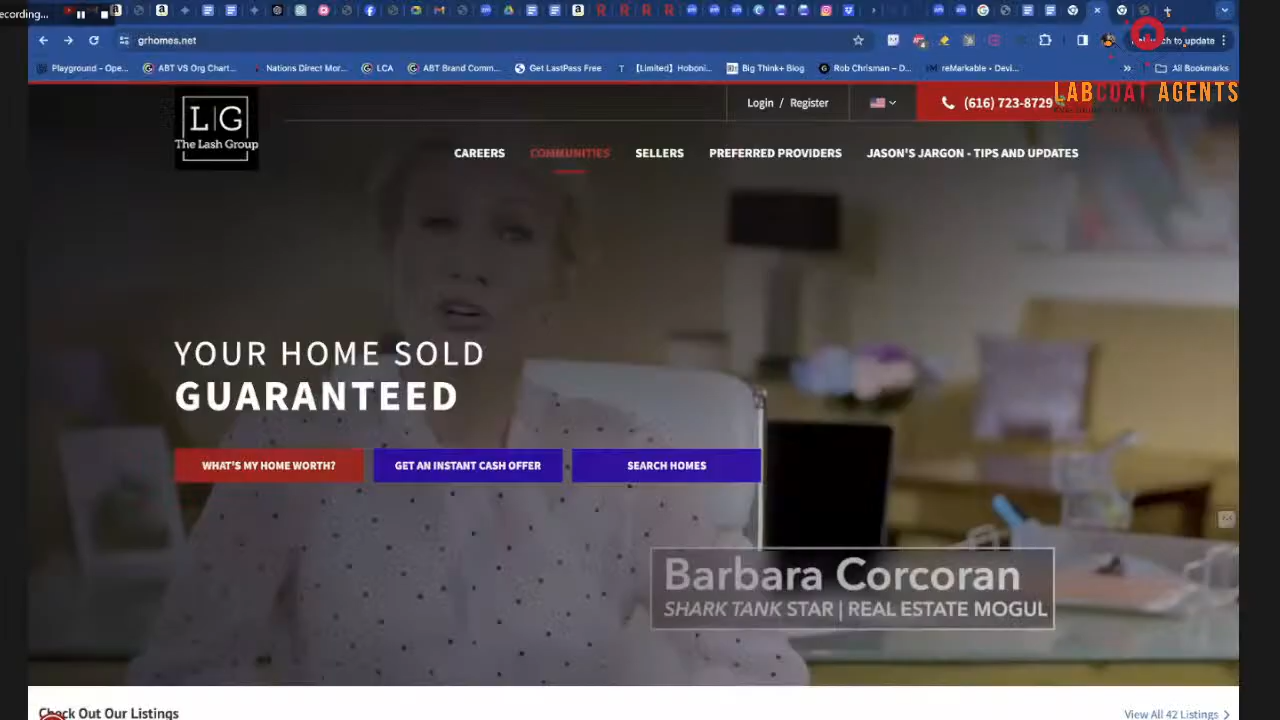 ecording...
grhomes.net
to update
Playground - Ope...
ABT VS Org Chart...
Nations Direct Mor...
LCA
ABT Brand Comm...
Get LastPass Free
[Limited] Hoboni...
Big Think+ Blog
Rob Chrisman – D...
reMarkable • Devi...
All Bookmarks
LABCOAT AGENTS
L|G
The Lash Group
Login / Register
(616) 723-8729
CAREERS
COMMUNITIES
SELLERS
PREFERRED PROVIDERS
JASON'S JARGON - TIPS AND UPDATES
YOUR HOME SOLD
GUARANTEED
WHAT'S MY HOME WORTH?
GET AN INSTANT CASH OFFER
SEARCH HOMES
Barbara Corcoran
SHARK TANK STAR | REAL ESTATE MOGUL
Check Out Our Listings
View All 42 Listings